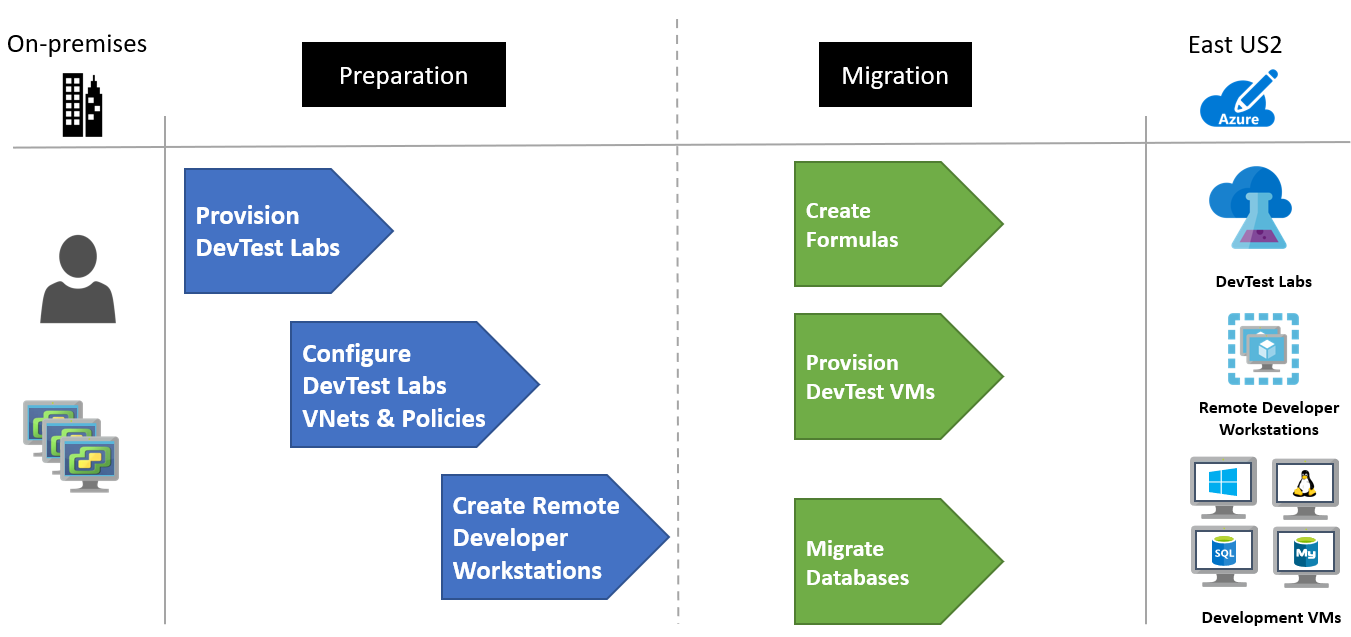 On-premises
Preparation
Migration
East US2
Azure
Provision
DevTest Labs
Configure
DevTest Labs
VNets & Policies
Create Remote
Developer
Workstations
Create
Formulas
Provision
DevTest VMs
Migrate
Databases
DevTest Labs
Remote Developer
Workstations
SQL
My
Development VMs